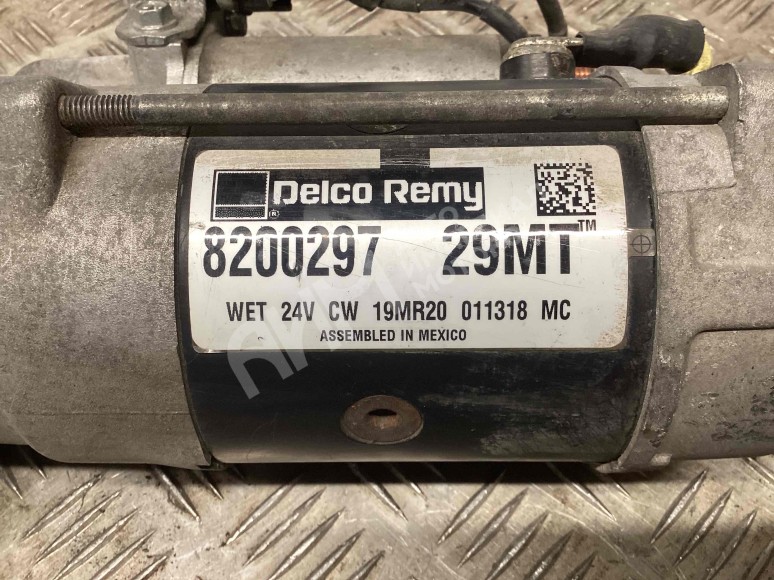 Delco Remy
8200297 29MT™
WET 24V CW 19MR20 011318 MC
ASSEMBLED IN MEXICO